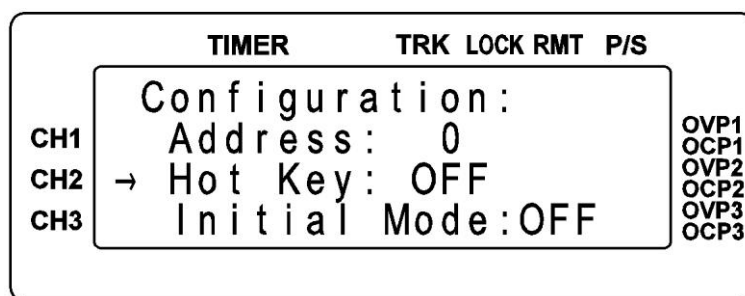 TIMER TRK LOCK RMT P/S
Configuration:
CH1 Address: 0 OVP1
OCP1
CH2 → Hot Key: OFF OVP2
OCP2
CH3 Initial Mode:OFF OVP3
OCP3